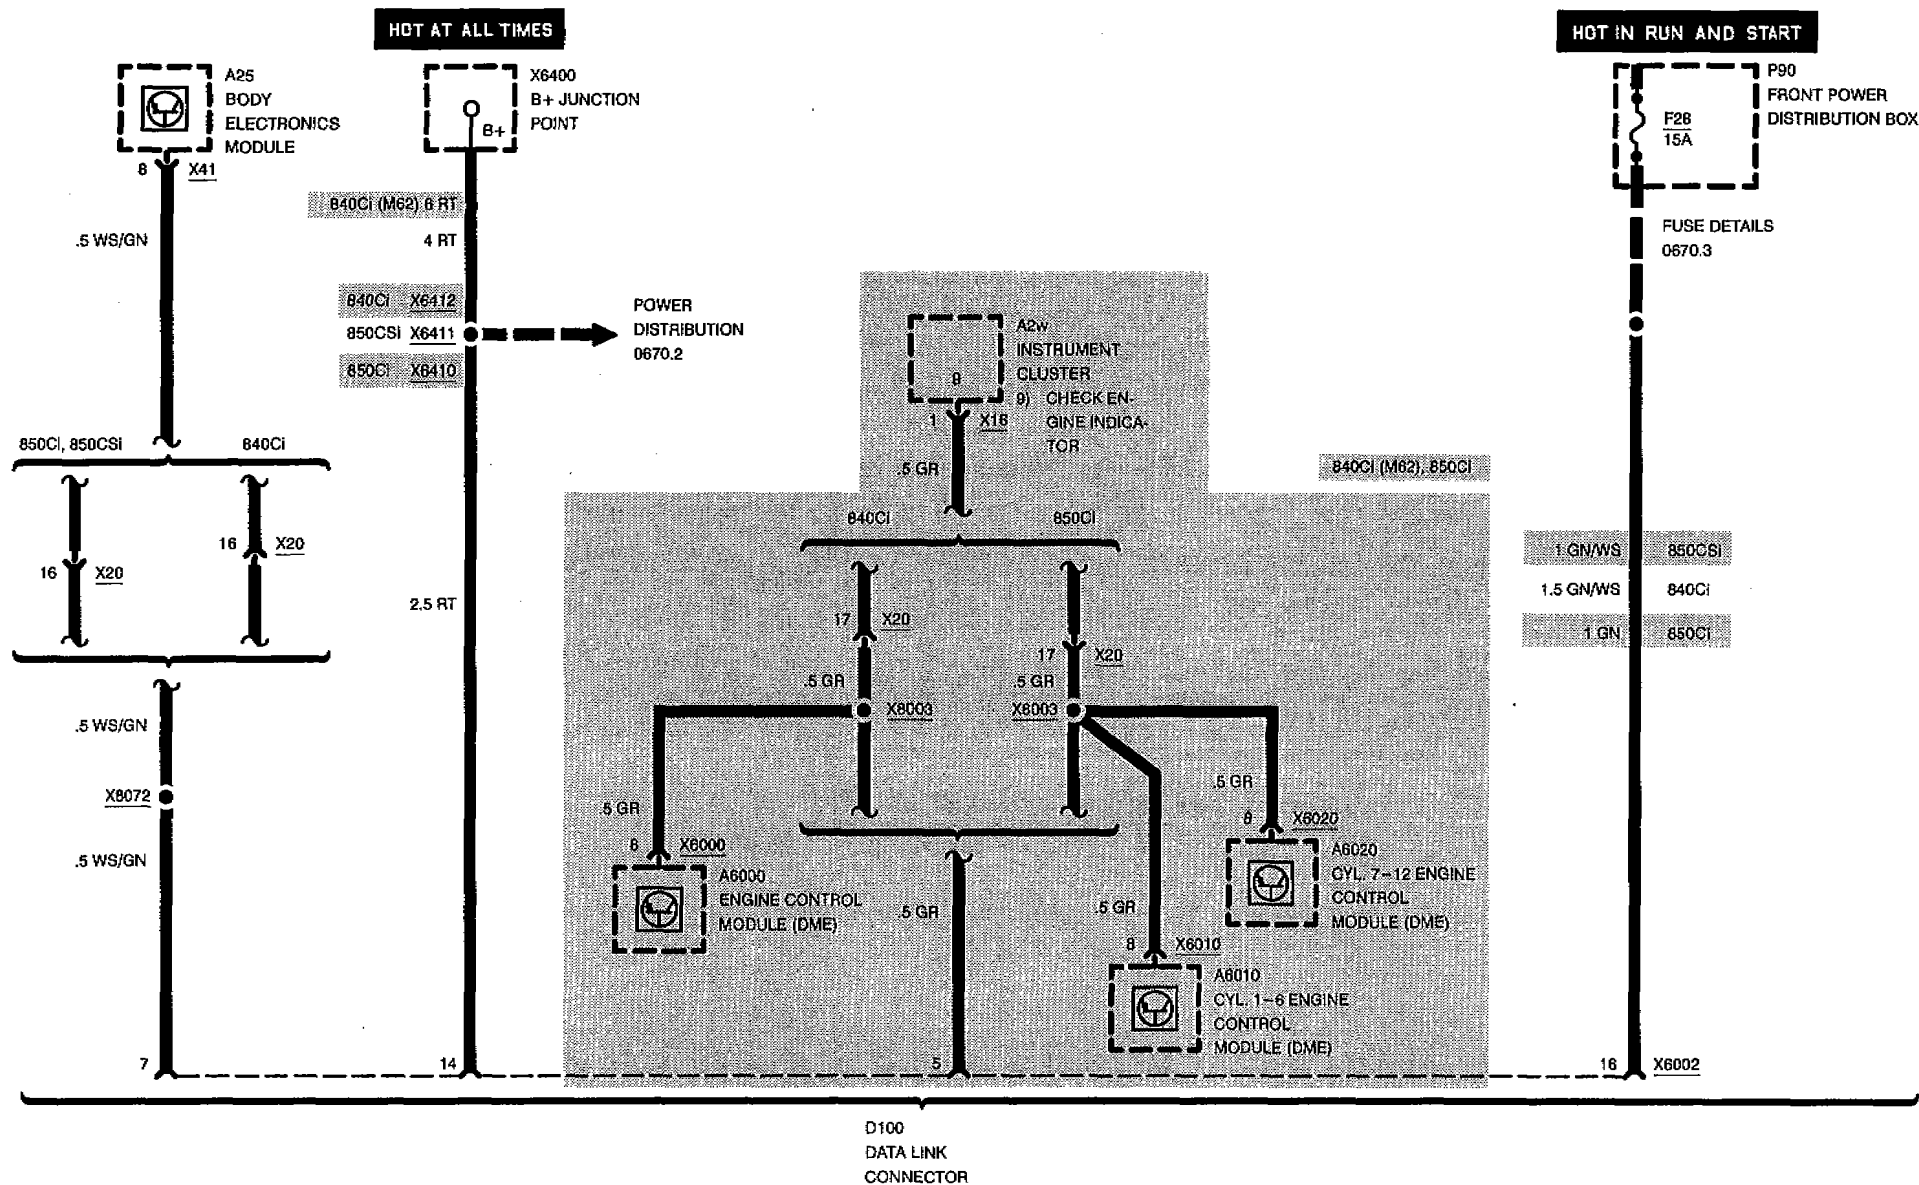 HOT AT ALL TIMES
HOT IN RUN AND START
A25
BODY
ELECTRONICS
MODULE
8 X41
.5 WS/GN
X6400
B+ JUNCTION
POINT
B+
840Ci (M62) 6 RT
4 RT
840Ci X6412
850CSi X6411
850Ci X6410
POWER
DISTRIBUTION
0670.2
P90
FRONT POWER
DISTRIBUTION BOX
F28
15A
FUSE DETAILS
0670.3
A2w
INSTRUMENT
CLUSTER
9) CHECK EN-
GINE INDICA-
TOR
9
1 X16
.5 GR
840Ci (M62), 850Ci
850Ci, 850CSi
840Ci
16 X20
16 X20
2.5 RT
840Ci
850Ci
17 X20
17 X20
.5 GR
.5 GR
X8003
X6003
1 GN/WS 850CSi
1.5 GN/WS 840Ci
1 GN 850Ci
.5 WS/GN
X8072
.5 WS/GN
.5 GR
X6000
A6000
ENGINE CONTROL
MODULE (DME)
.5 GR
.5 GR
8 X6020
A6020
CYL. 7-12 ENGINE
CONTROL
MODULE (DME)
.5 GR
8 X6010
A6010
CYL. 1-6 ENGINE
CONTROL
MODULE (DME)
7
14
5
16 X6002
D100
DATA LINK
CONNECTOR